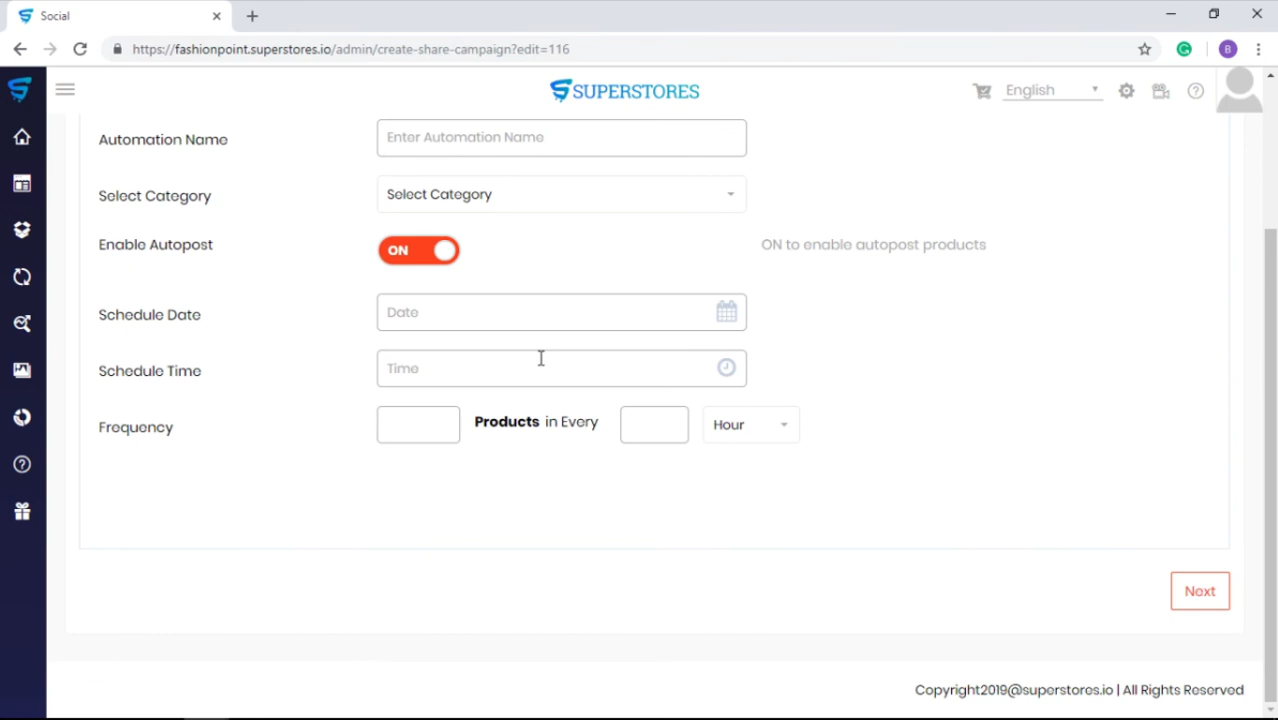 Social
https://fashionpoint.superstores.io/admin/create-share-campaign?edit=116
B
SUPERSTORES
English
Automation Name
Enter Automation Name
Select Category
Select Category
Enable Autopost
ON
ON to enable autopost products
Schedule Date
Date
Schedule Time
Time
Frequency
Products in Every
Hour
Next
Copyright2019@superstores.io | All Rights Reserved